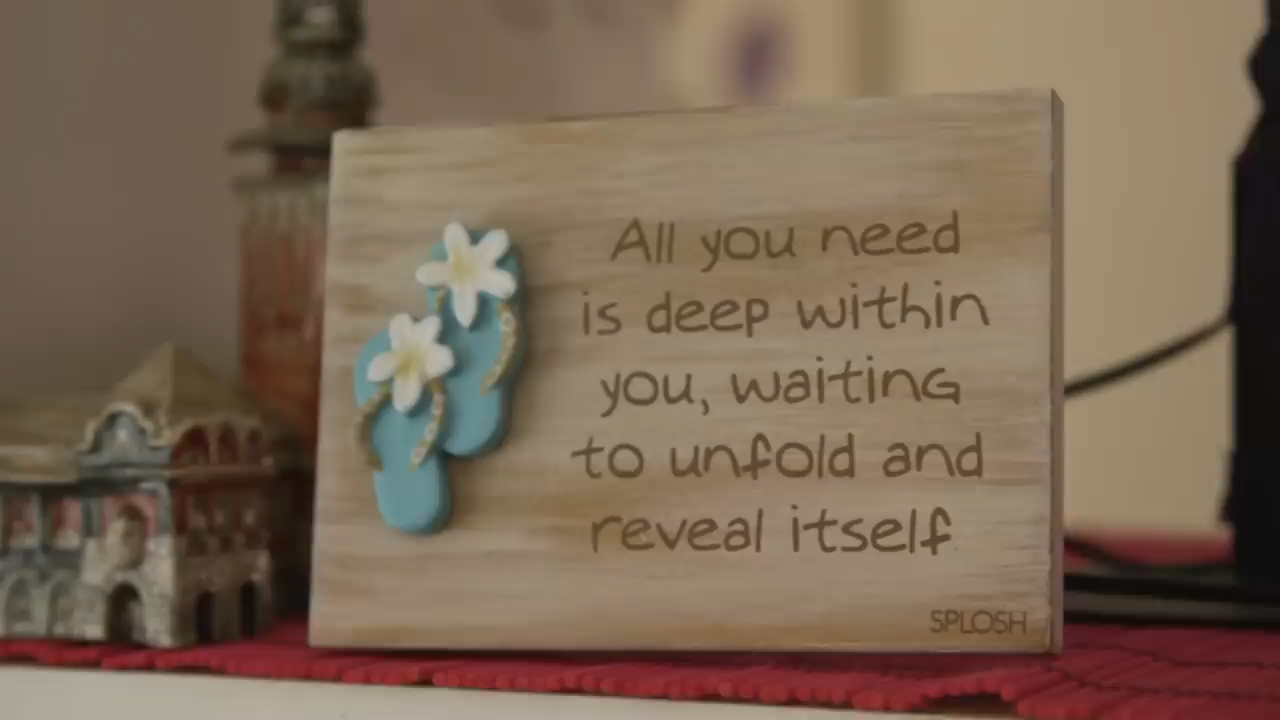 All you need
is deep within
you, waiting
to unfold and
reveal itself
SPLOSH